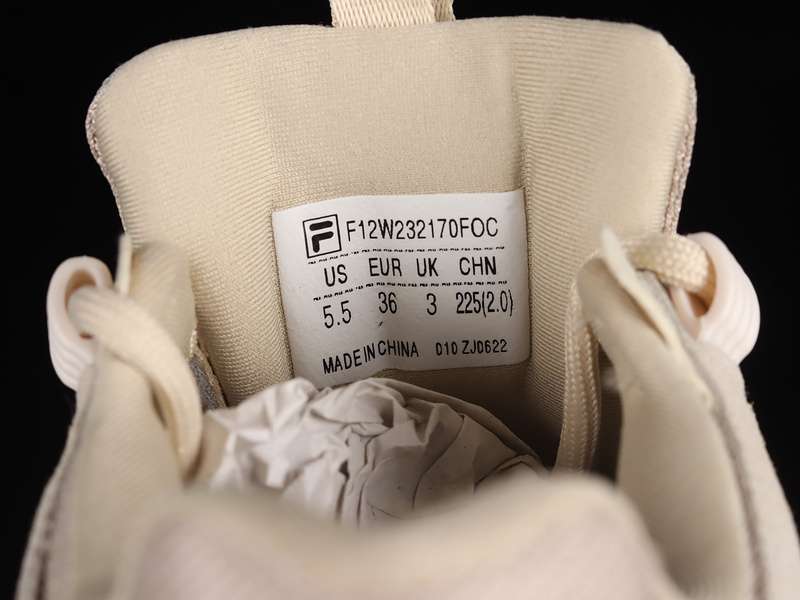 F F12W232170FOC
US EUR UK CHN
5.5 36 3 225(2.0)
MADE IN CHINA 010 ZJ0622